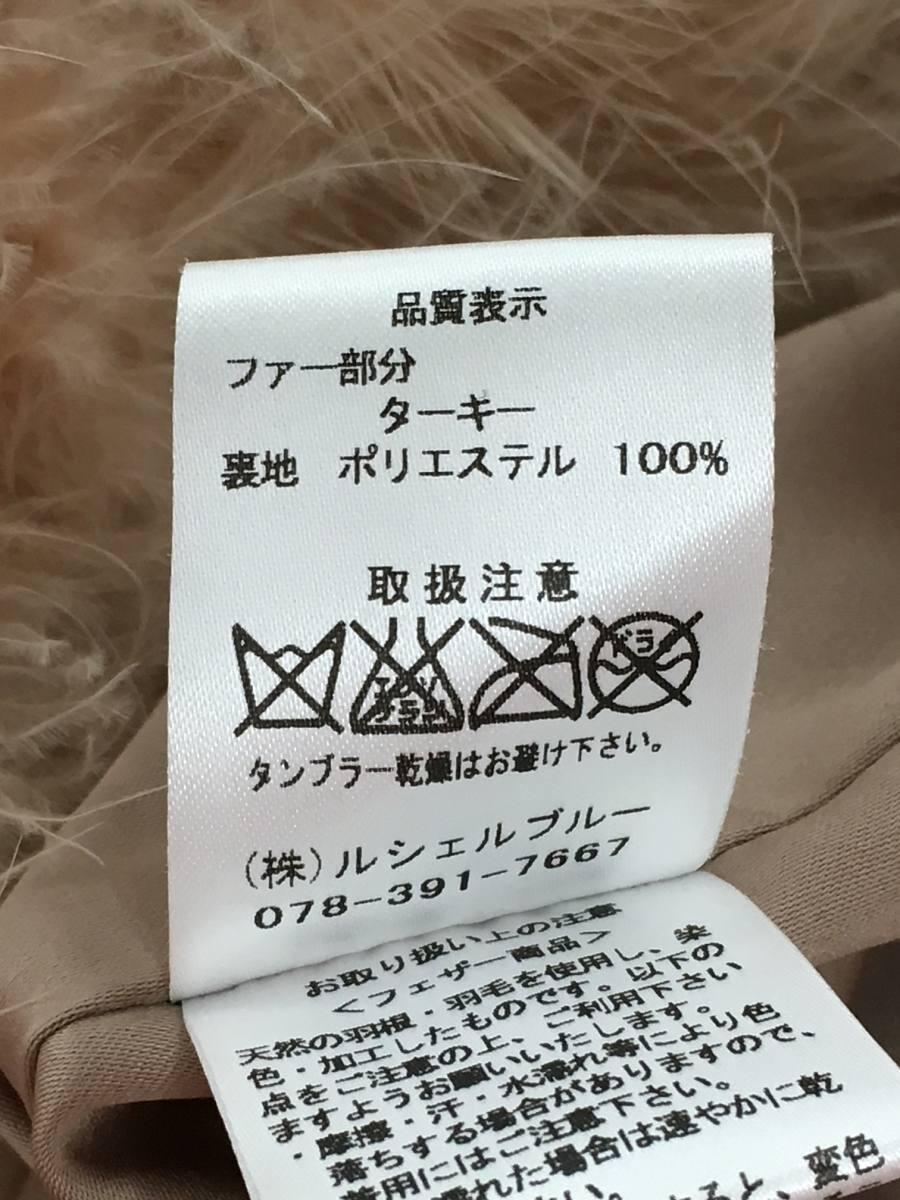 品質表示
ファー部分
ターキー
裏地 ポリエステル 100%
取扱注意
エンソ
ドラ
タンブラー乾燥はお避け下さい。
(株)ルシェルブルー
078-391-7667
お取り扱い上の注意
<フェザー商品>
天然の羽根・羽毛を使用し、染
色・加工したものです。以下の
点をご注意の上、ご利用下さい
ますようお願いいたします。
・摩擦・汗・水濡れ等により色
落ちする場合がありますので、
着用にはご注意下さい。
濡れた場合は速やかに乾
さい。
ると、変色